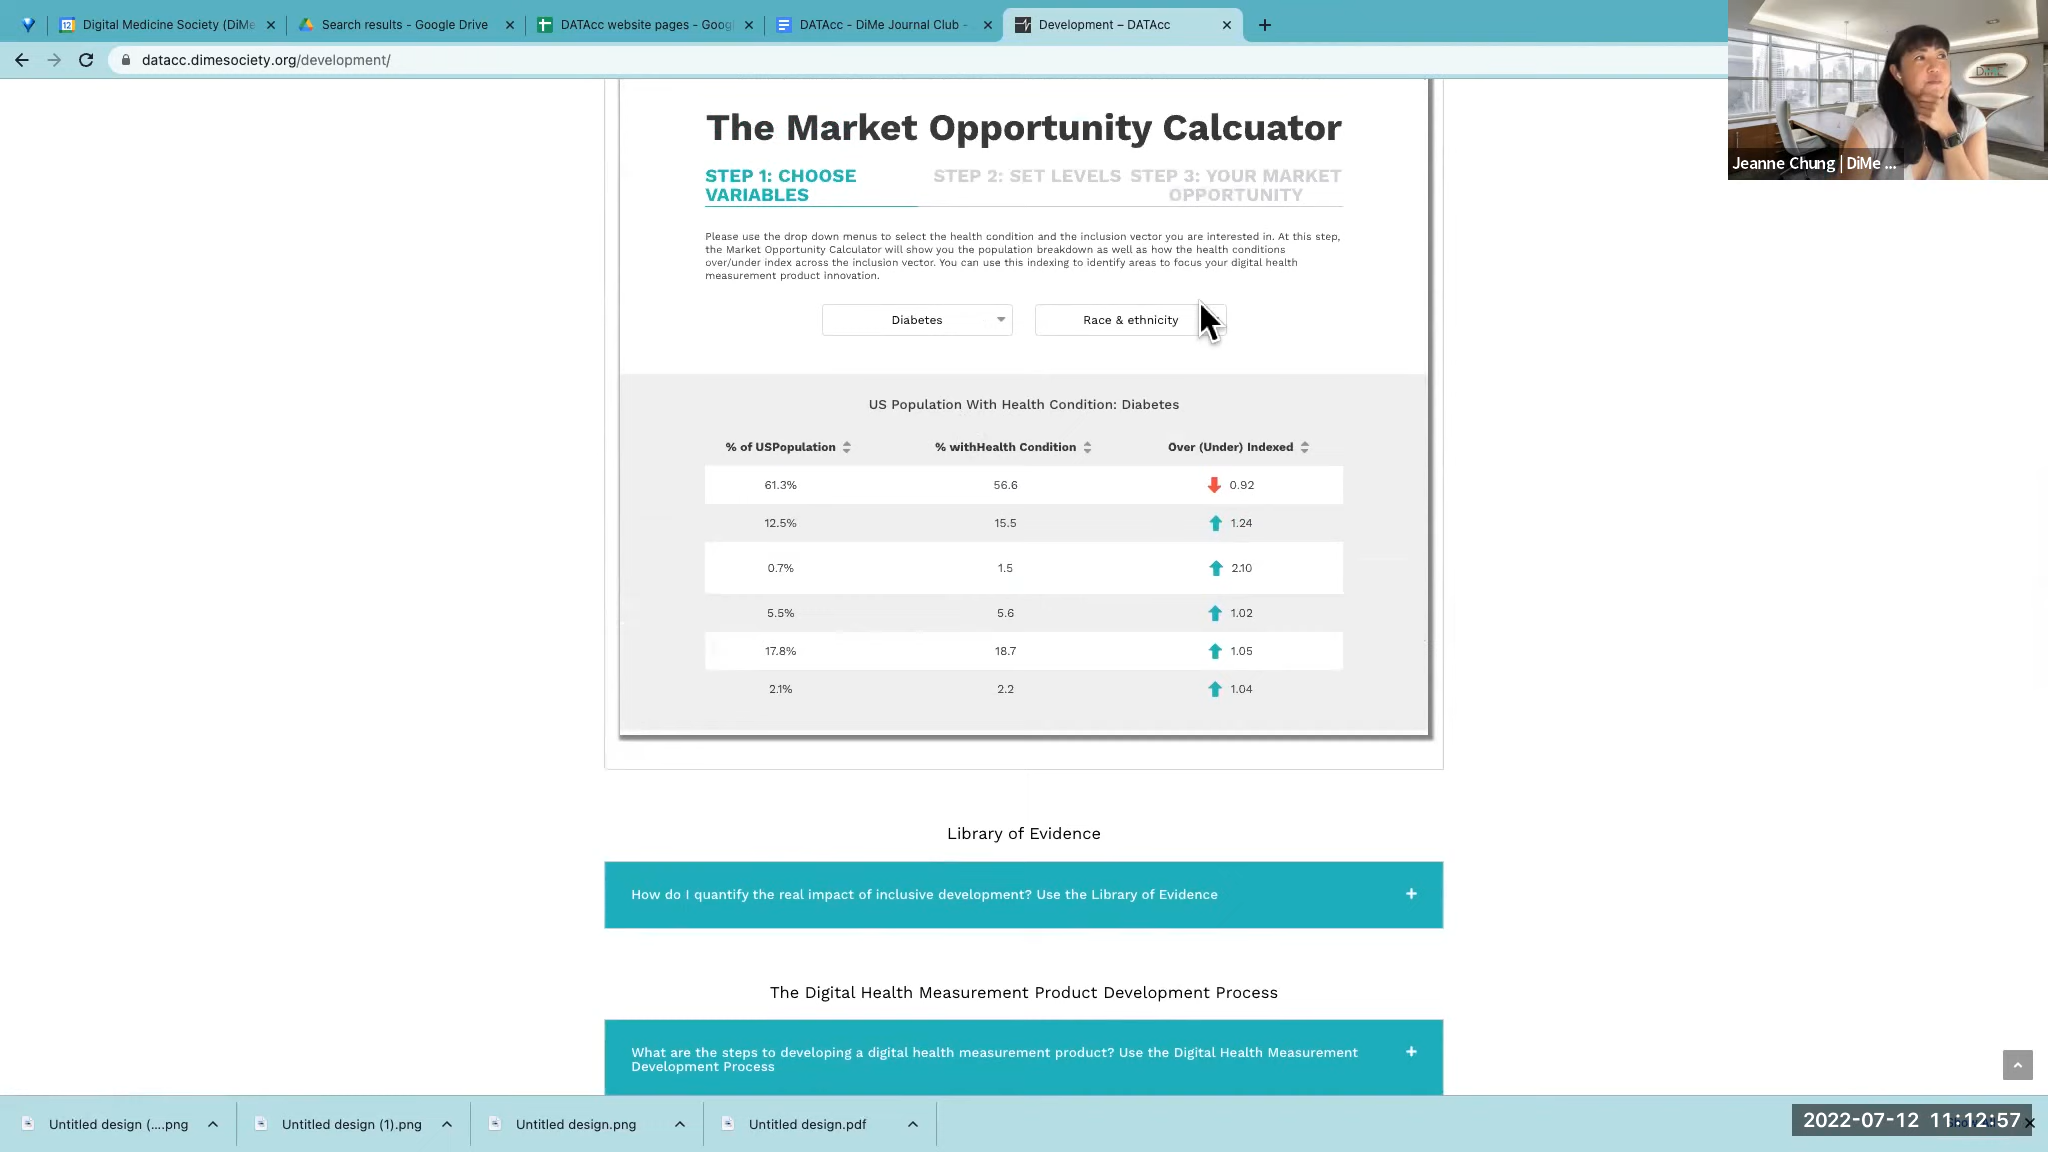 Digital Medicine Society (DiMe
Search results - Google Drive
DATAcc website pages - Goog
DATAcc - DiMe Journal Club -
Development – DATAcc
datacc.dimesociety.org/development/
DiMe
Jeanne Chung | DiMe ...
The Market Opportunity Calcuator
STEP 1: CHOOSE VARIABLES
STEP 2: SET LEVELS
STEP 3: YOUR MARKET OPPORTUNITY
Please use the drop down menus to select the health condition and the inclusion vector you are interested in. At this step,
the Market Opportunity Calculator will show you the population breakdown as well as how the health conditions
over/under index across the inclusion vector. You can use this indexing to identify areas to focus your digital health
measurement product innovation.
Diabetes
Race & ethnicity
US Population With Health Condition: Diabetes
% of USPopulation % withHealth Condition Over (Under) Indexed
61.3% 56.6 0.92
12.5% 15.5 1.24
0.7% 1.5 2.10
5.5% 5.6 1.02
17.8% 18.7 1.05
2.1% 2.2 1.04
Library of Evidence
How do I quantify the real impact of inclusive development? Use the Library of Evidence
The Digital Health Measurement Product Development Process
What are the steps to developing a digital health measurement product? Use the Digital Health Measurement
Development Process
Untitled design (....png
Untitled design (1).png
Untitled design.png
Untitled design.pdf
2022-07-12 11:12:57